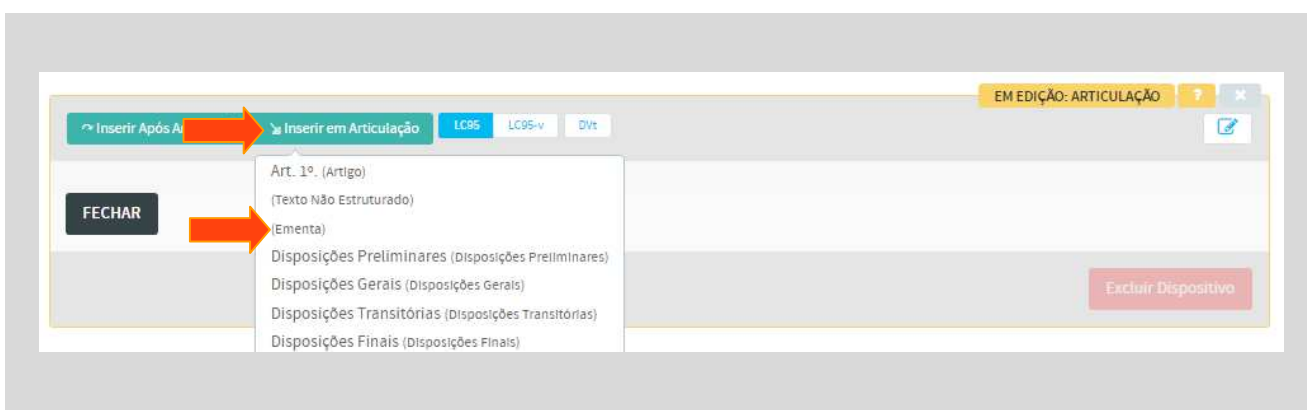 EM EDIÇÃO: ARTICULAÇÃO ? ×
Inserir Após Inserir em Articulação LC95 LC95-v DVt
Art. 1º. (Artigo)
(Texto Não Estruturado)
FECHAR
(Ementa)
Disposições Preliminares (Disposições Preliminares)
Disposições Gerais (Disposições Gerais)
Excluir Dispositivo
Disposições Transitórias (Disposições Transitórias)
Disposições Finais (Disposições Finais)